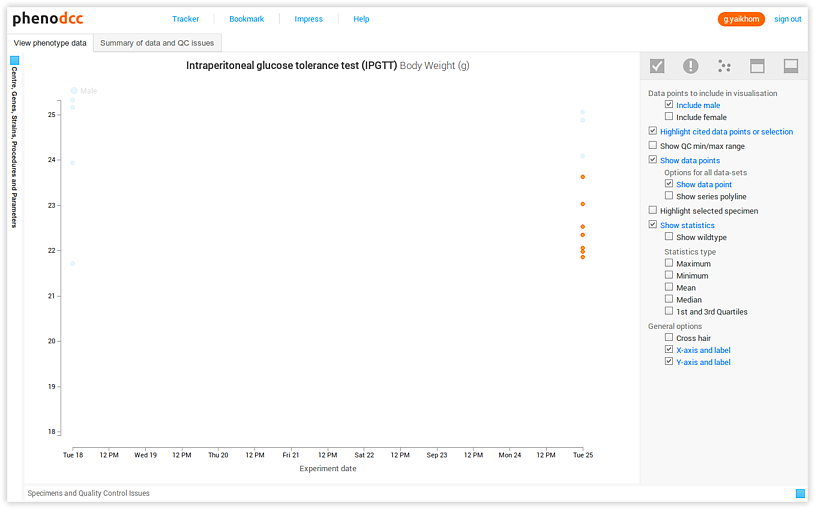 phenodcc
Tracker
Bookmark
Impress
Help
g.yaikhom
sign out
View phenotype data
Summary of data and QC issues
Centre, Genes, Strains, Procedures and Parameters
Intraperitoneal glucose tolerance test (IPGTT) Body Weight (g)
Male
25
24
23
22
21
20
19
18
Tue 18
12 PM
Wed 19
12 PM
Thu 20
12 PM
Fri 21
12 PM
Sat 22
12 PM
Sep 23
12 PM
Mon 24
12 PM
Tue 25
Experiment date
Data points to include in visualisation
Include male
Include female
Highlight cited data points or selection
Show QC min/max range
Show data points
Options for all data-sets
Show data point
Show series polyline
Highlight selected specimen
Show statistics
Show wildtype
Statistics type
Maximum
Minimum
Mean
Median
1st and 3rd Quartiles
General options
Cross hair
X-axis and label
Y-axis and label
Specimens and Quality Control Issues